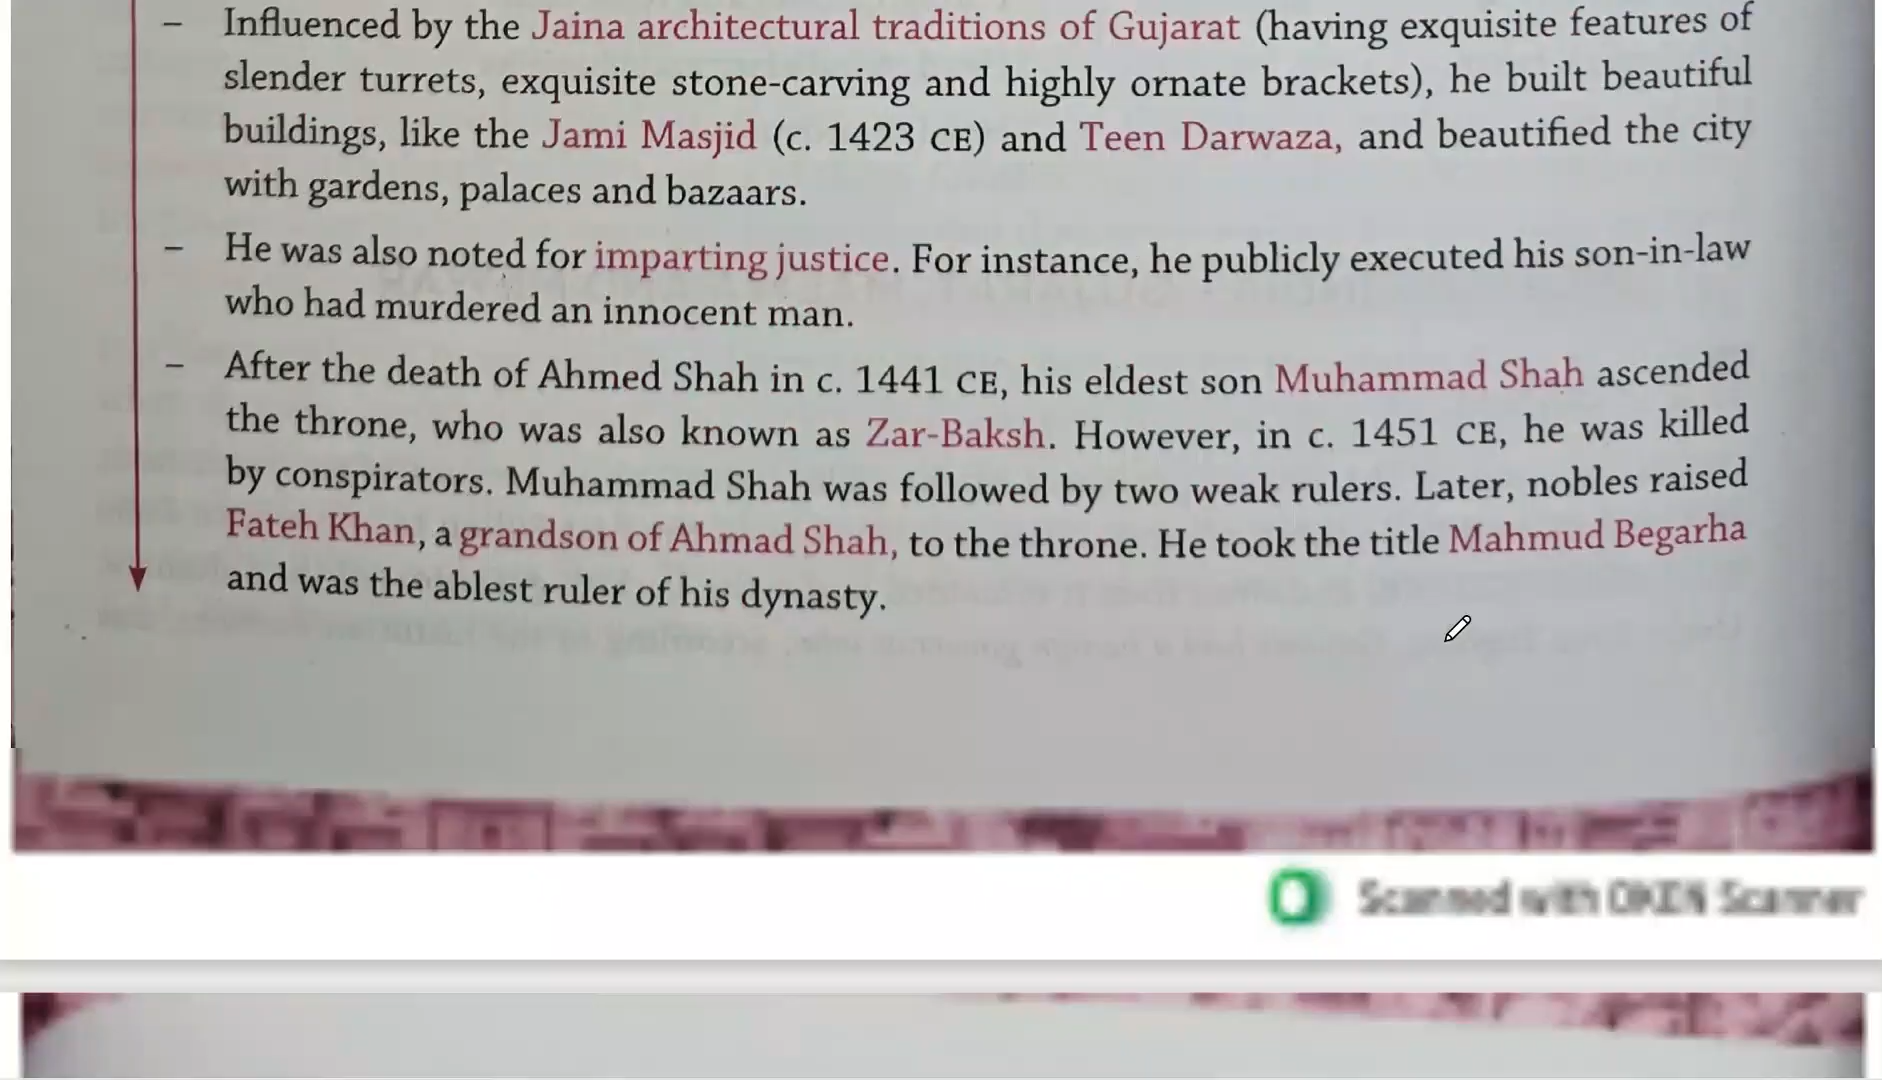 – Influenced by the Jaina architectural traditions of Gujarat (having exquisite features of
slender turrets, exquisite stone-carving and highly ornate brackets), he built beautiful
buildings, like the Jami Masjid (c. 1423 CE) and Teen Darwaza, and beautified the city
with gardens, palaces and bazaars.
– He was also noted for imparting justice. For instance, he publicly executed his son-in-law
who had murdered an innocent man.
– After the death of Ahmed Shah in c. 1441 CE, his eldest son Muhammad Shah ascended
the throne, who was also known as Zar-Baksh. However, in c. 1451 CE, he was killed
by conspirators. Muhammad Shah was followed by two weak rulers. Later, nobles raised
Fateh Khan, a grandson of Ahmad Shah, to the throne. He took the title Mahmud Begarha
and was the ablest ruler of his dynasty.
Scanned with OKEN Scanner